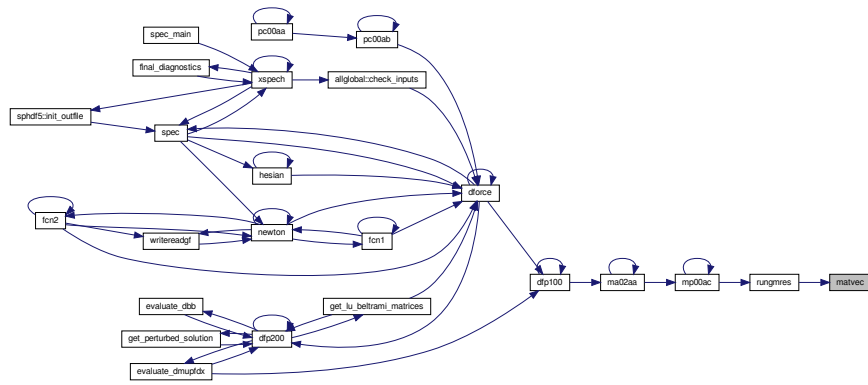 pc00aa
spec_main
pc00ab
final_diagnostics
xspech
allglobal::check_inputs
sphdf5::init_outfile
spec
hesian
dforce
fcn2
newton
writereadgf
fcn1
dfp100
ma02aa
mp00ac
rungmres
matvec
evaluate_dbb
get_lu_beltrami_matrices
get_perturbed_solution
dfp200
evaluate_dmupfdx